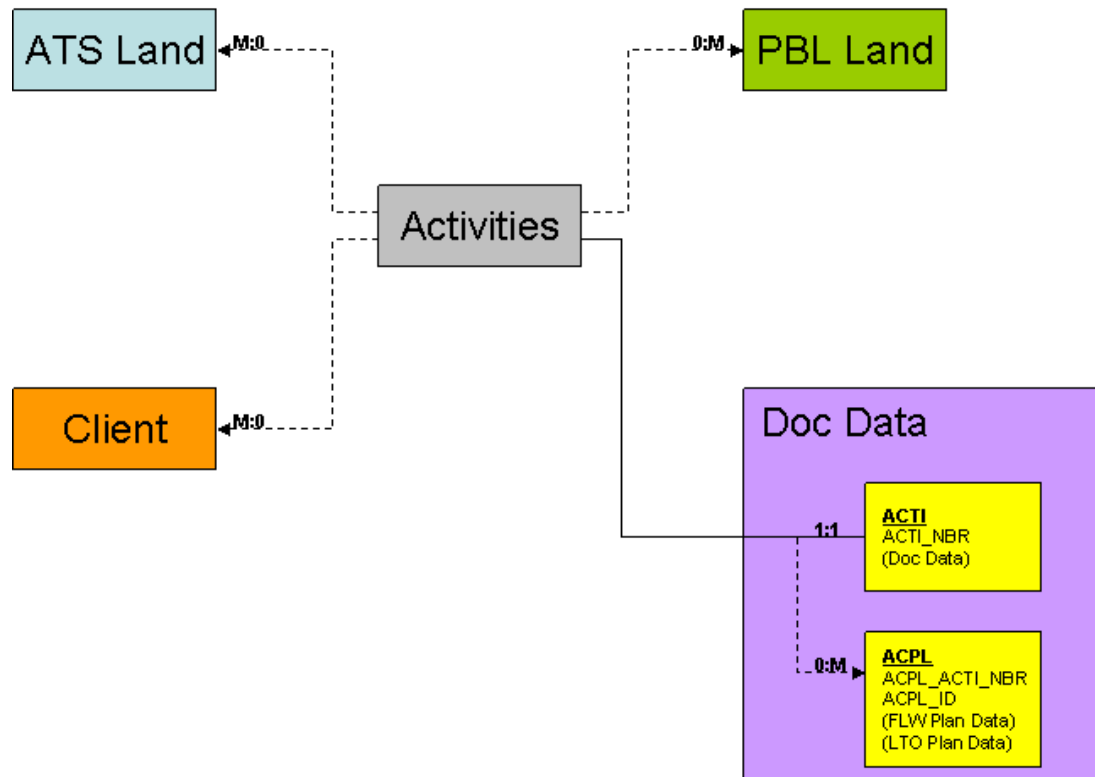 ATS Land
M:0
0:M
PBL Land
Activities
Client
M:0
Doc Data
1:1
ACTI
ACTI_NBR
(Doc Data)
0:M
ACPL
ACPL_ACTI_NBR
ACPL_ID
(FLW Plan Data)
(LTO Plan Data)